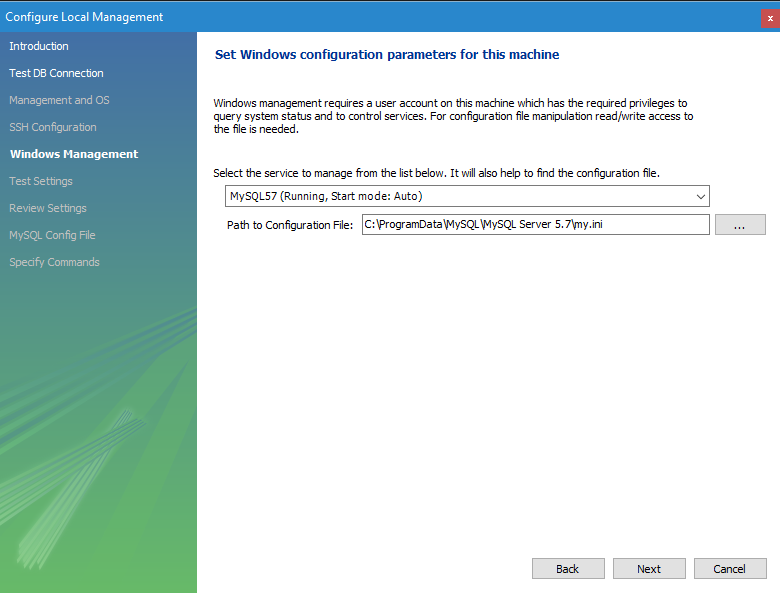 Configure Local Management
x
Introduction
Test DB Connection
Management and OS
SSH Configuration
Windows Management
Test Settings
Review Settings
MySQL Config File
Specify Commands
Set Windows configuration parameters for this machine
Windows management requires a user account on this machine which has the required privileges to
query system status and to control services. For configuration file manipulation read/write access to
the file is needed.
Select the service to manage from the list below. It will also help to find the configuration file.
MySQL57 (Running, Start mode: Auto)
Path to Configuration File: C:\ProgramData\MySQL\MySQL Server 5.7\my.ini ...
Back Next Cancel